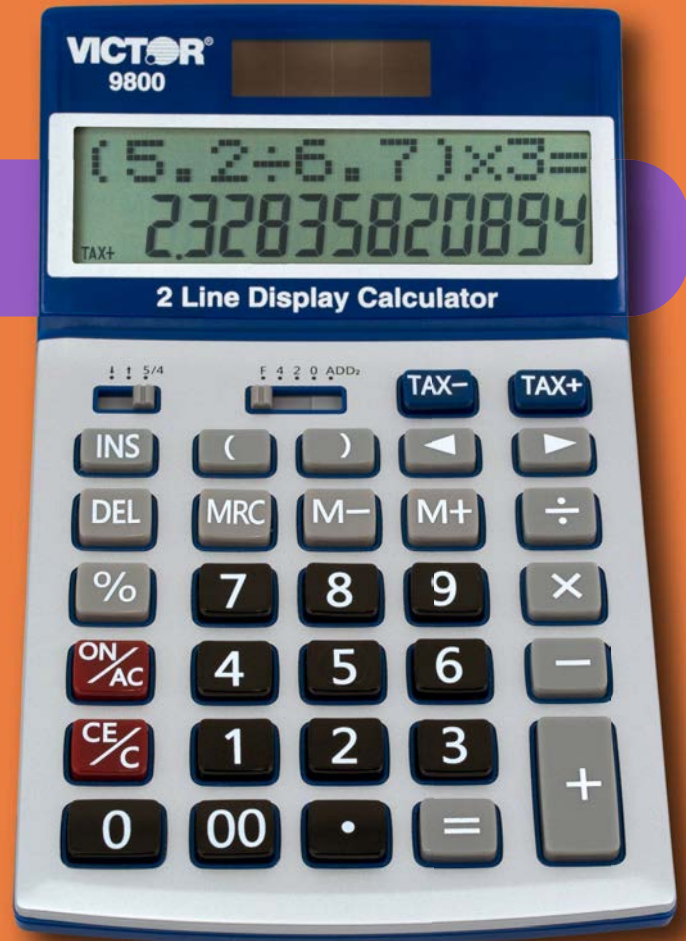 VICTOR®
9800
(5.2÷6.7)x3=
TAX+ 2.32835820894
2 Line Display Calculator
↓ ↑ 5/4 F 4 2 0 ADD₂ TAX− TAX+
INS ( ) ◀ ▶
DEL MRC M− M+ ÷
% 7 8 9 ×
ON/AC 4 5 6 −
CE/C 1 2 3 +
0 00 • =